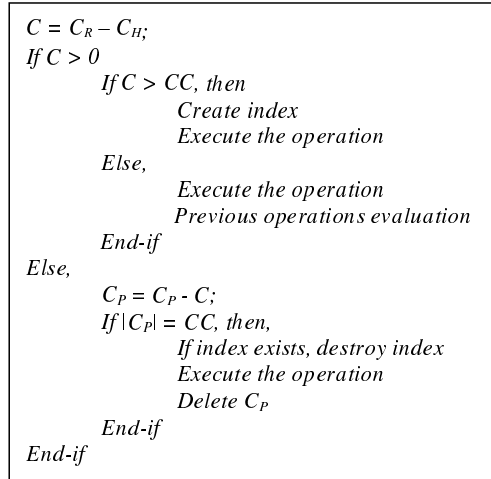 C = C_R – C_H;
If C > 0
If C > CC, then
Create index
Execute the operation
Else,
Execute the operation
Previous operations evaluation
End-if
Else,
C_P = C_P - C;
If |C_P| = CC, then,
If index exists, destroy index
Execute the operation
Delete C_P
End-if
End-if